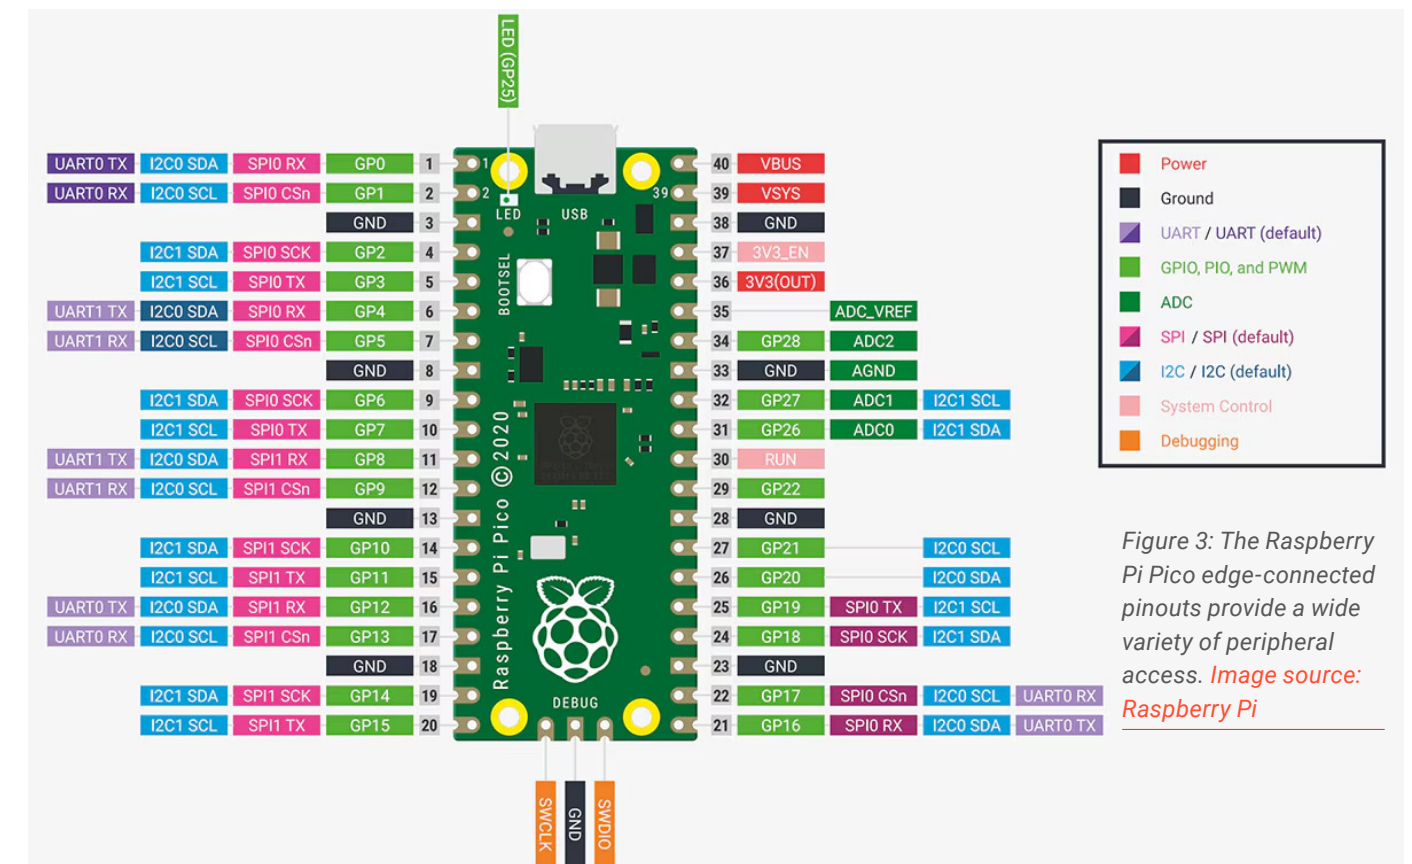 LED (GP25)
UART0 TX I2C0 SDA SPI0 RX GP0 1 1 40 VBUS
UART0 RX I2C0 SCL SPI0 CSn GP1 2 2 39 39 VSYS
LED USB
GND 3 38 GND
I2C1 SDA SPI0 SCK GP2 4 37 3V3_EN
I2C1 SCL SPI0 TX GP3 5 36 3V3(OUT)
BOOTSEL
UART1 TX I2C0 SDA SPI0 RX GP4 6 35 ADC_VREF
UART1 RX I2C0 SCL SPI0 CSn GP5 7 34 GP28 ADC2
GND 8 33 GND AGND
I2C1 SDA SPI0 SCK GP6 9 32 GP27 ADC1 I2C1 SCL
I2C1 SCL SPI0 TX GP7 10 31 GP26 ADC0 I2C1 SDA
UART1 TX I2C0 SDA SPI1 RX GP8 11 30 RUN
UART1 RX I2C0 SCL SPI1 CSn GP9 12 29 GP22
GND 13 28 GND
I2C1 SDA SPI1 SCK GP10 14 27 GP21 I2C0 SCL
I2C1 SCL SPI1 TX GP11 15 26 GP20 I2C0 SDA
UART0 TX I2C0 SDA SPI1 RX GP12 16 25 GP19 SPI0 TX I2C1 SCL
UART0 RX I2C0 SCL SPI1 CSn GP13 17 24 GP18 SPI0 SCK I2C1 SDA
GND 18 23 GND
I2C1 SDA SPI1 SCK GP14 19 22 GP17 SPI0 CSn I2C0 SCL UART0 RX
I2C1 SCL SPI1 TX GP15 20 21 GP16 SPI0 RX I2C0 SDA UART0 TX
Raspberry Pi Pico © 2020
DEBUG
SWCLK
GND
SWDIO
Power
Ground
UART / UART (default)
GPIO, PIO, and PWM
ADC
SPI / SPI (default)
I2C / I2C (default)
System Control
Debugging
Figure 3: The Raspberry
Pi Pico edge-connected
pinouts provide a wide
variety of peripheral
access. Image source:
Raspberry Pi